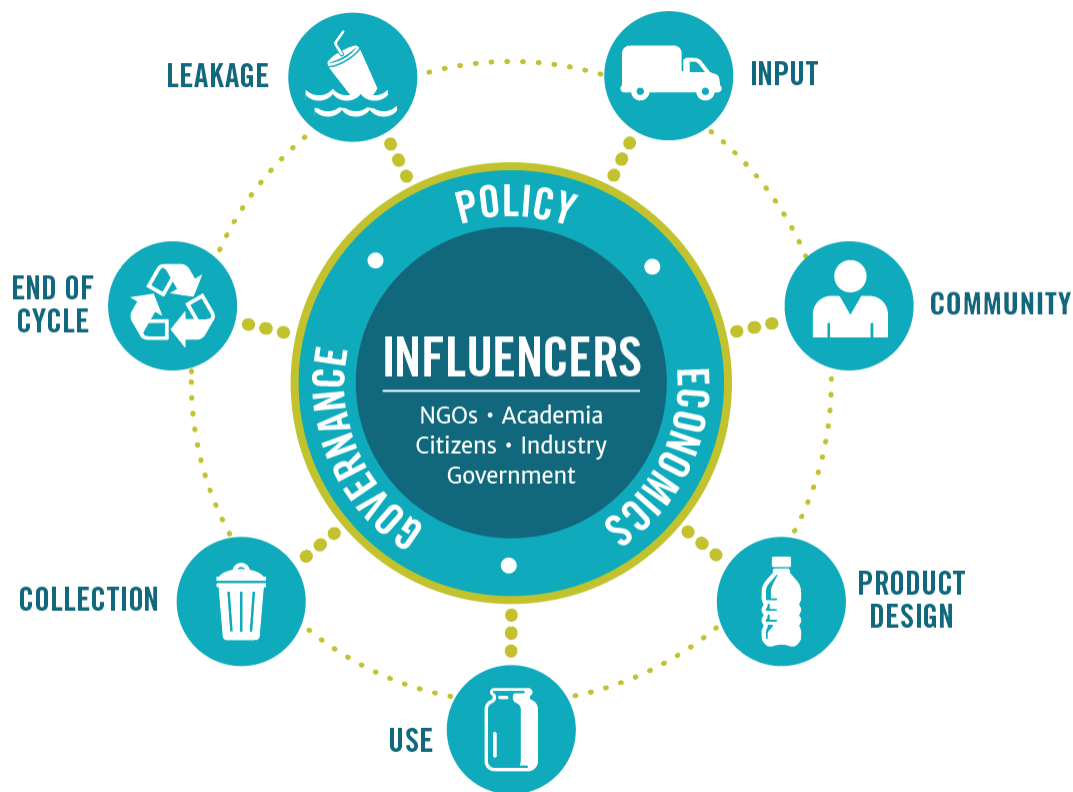 LEAKAGE
INPUT
POLICY
END OF
CYCLE
COMMUNITY
GOVERNANCE
INFLUENCERS
NGOs • Academia
Citizens • Industry
Government
ECONOMICS
COLLECTION
PRODUCT
DESIGN
USE